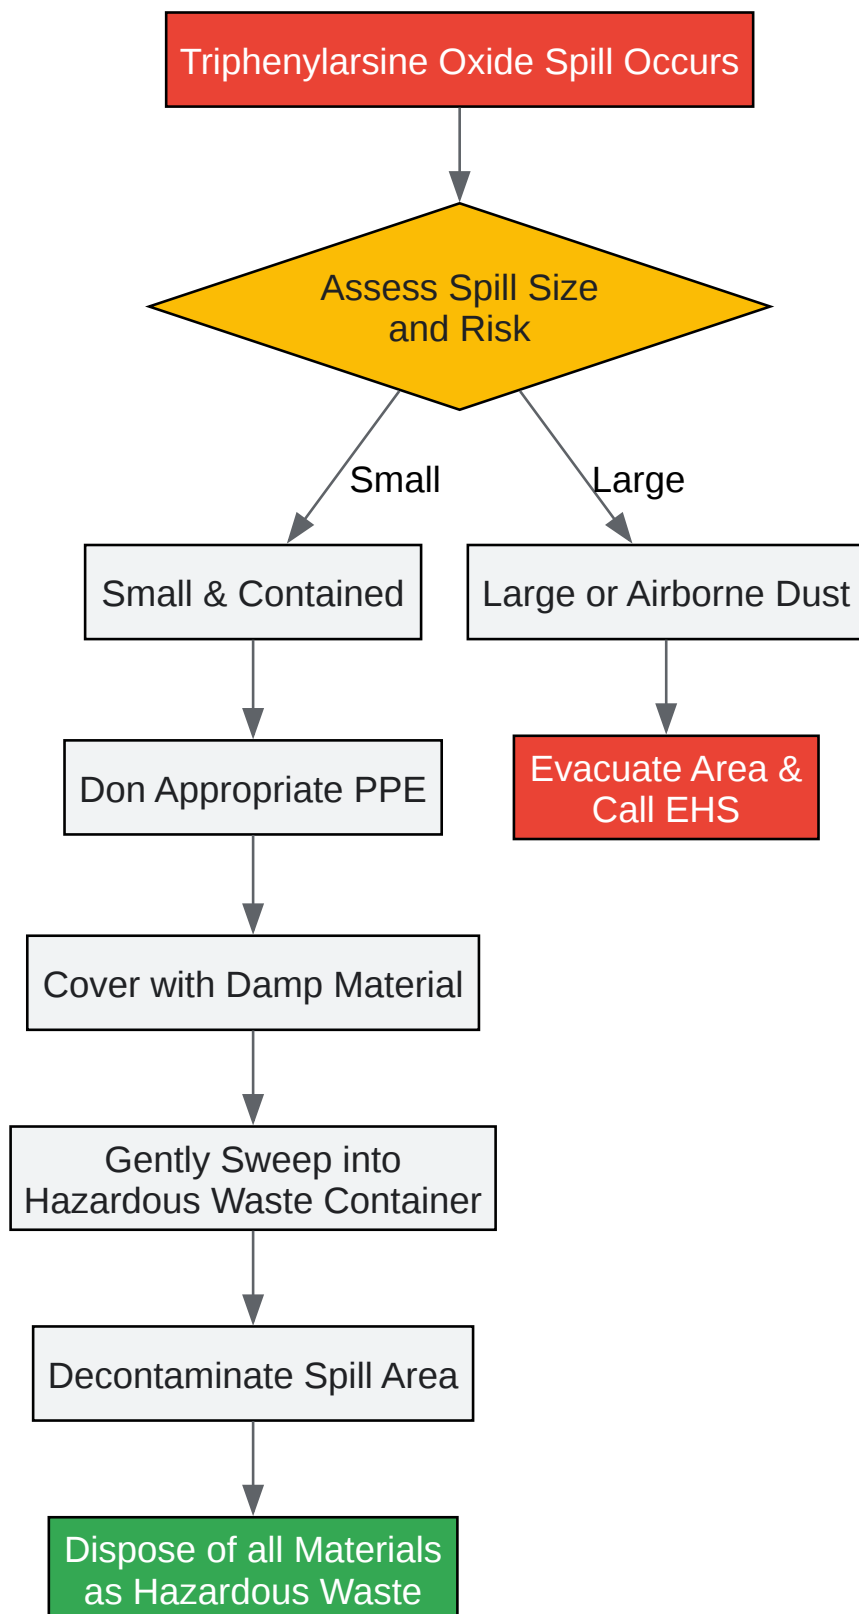 Triphenylarsine Oxide Spill Occurs
Assess Spill Size
and Risk
Small
Large
Small & Contained
Large or Airborne Dust
Don Appropriate PPE
Evacuate Area &
Call EHS
Cover with Damp Material
Gently Sweep into
Hazardous Waste Container
Decontaminate Spill Area
Dispose of all Materials
as Hazardous Waste